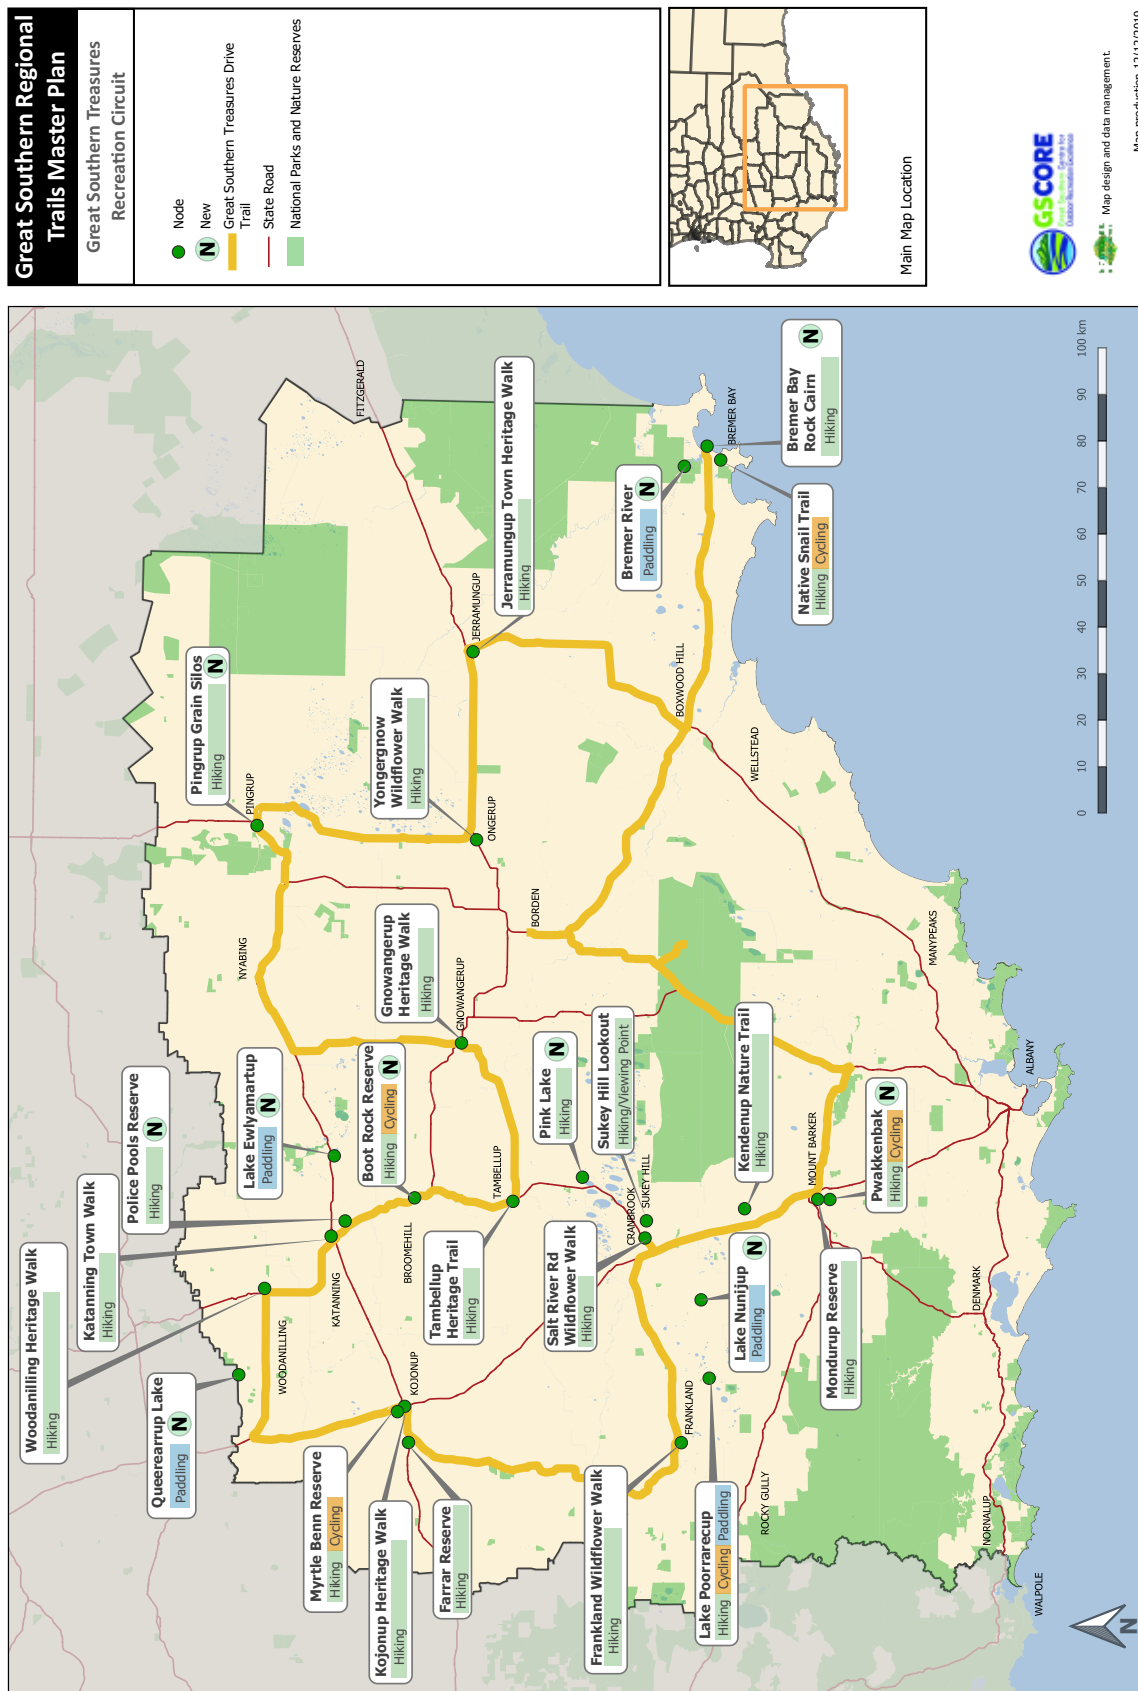 Great Southern Regional
Trails Master Plan
Great Southern Treasures
Recreation Circuit
Node
N New
Great Southern Treasures Drive
Trail
State Road
National Parks and Nature Reserves
Main Map Location
GSCORE
Great Southern Centre for
Outdoor Recreation Excellence
Map design and data management.
Woodanilling Heritage Walk
Hiking
Katanning Town Walk
Hiking
Police Pools Reserve
Hiking N
Queerearrup Lake
Paddling N
Lake Ewlyamartup
Paddling N
Pingrup Grain Silos
Hiking N
Myrtle Benn Reserve
Hiking Cycling
Kojonup Heritage Walk
Hiking
Farrar Reserve
Hiking
Boot Rock Reserve
Hiking Cycling N
Gnowangerup
Heritage Walk
Hiking
Yongergnow
Wildflower Walk
Hiking
Jerramungup Town Heritage Walk
Hiking
Tambellup
Heritage Trail
Hiking
Pink Lake
Hiking N
Sukey Hill Lookout
Hiking/Viewing Point
Salt River Rd
Wildflower Walk
Hiking
Frankland Wildflower Walk
Hiking
Lake Poorrarecup
Hiking Cycling Paddling
Lake Nunijup
Paddling N
Kendenup Nature Trail
Hiking
Mondurup Reserve
Hiking
Pwakkenbak
Hiking Cycling N
Bremer River
Paddling N
Native Snail Trail
Hiking Cycling
Bremer Bay
Rock Cairn
Hiking N
FITZGERALD
PINGRUP
NYABING
WOODANILLING
KATANNING
KOJONUP
BROOMEHILL
GNOWANGERUP
ONGERUP
JERRAMUNGUP
TAMBELLUP
BORDEN
CRANBROOK
SUKEY HILL
FRANKLAND
BOXWOOD HILL
BREMER BAY
WELLSTEAD
ROCKY GULLY
MOUNT BARKER
MANYPEAKS
DENMARK
ALBANY
NORNALUP
WALPOLE
0 10 20 30 40 50 60 70 80 90 100 km
N